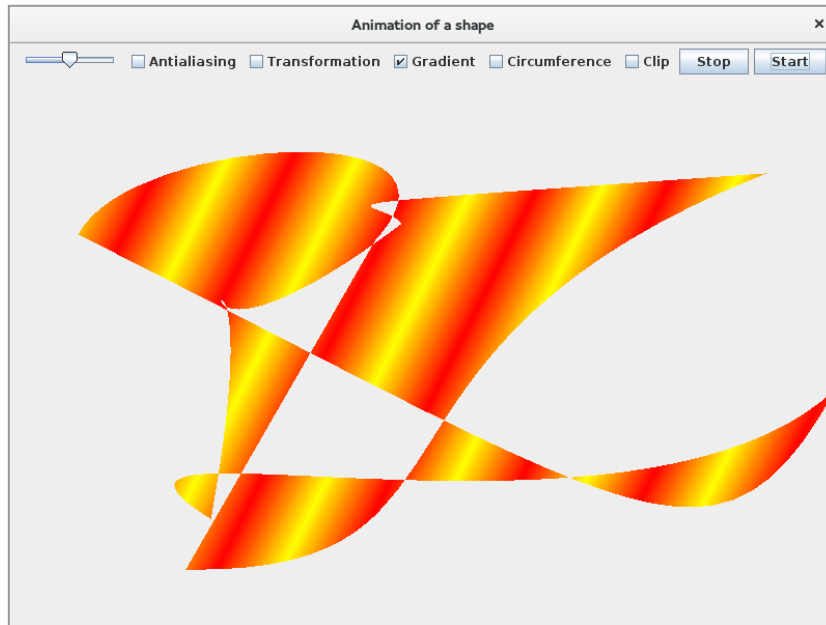 Animation of a shape
Antialiasing Transformation Gradient Circumference Clip Stop Start